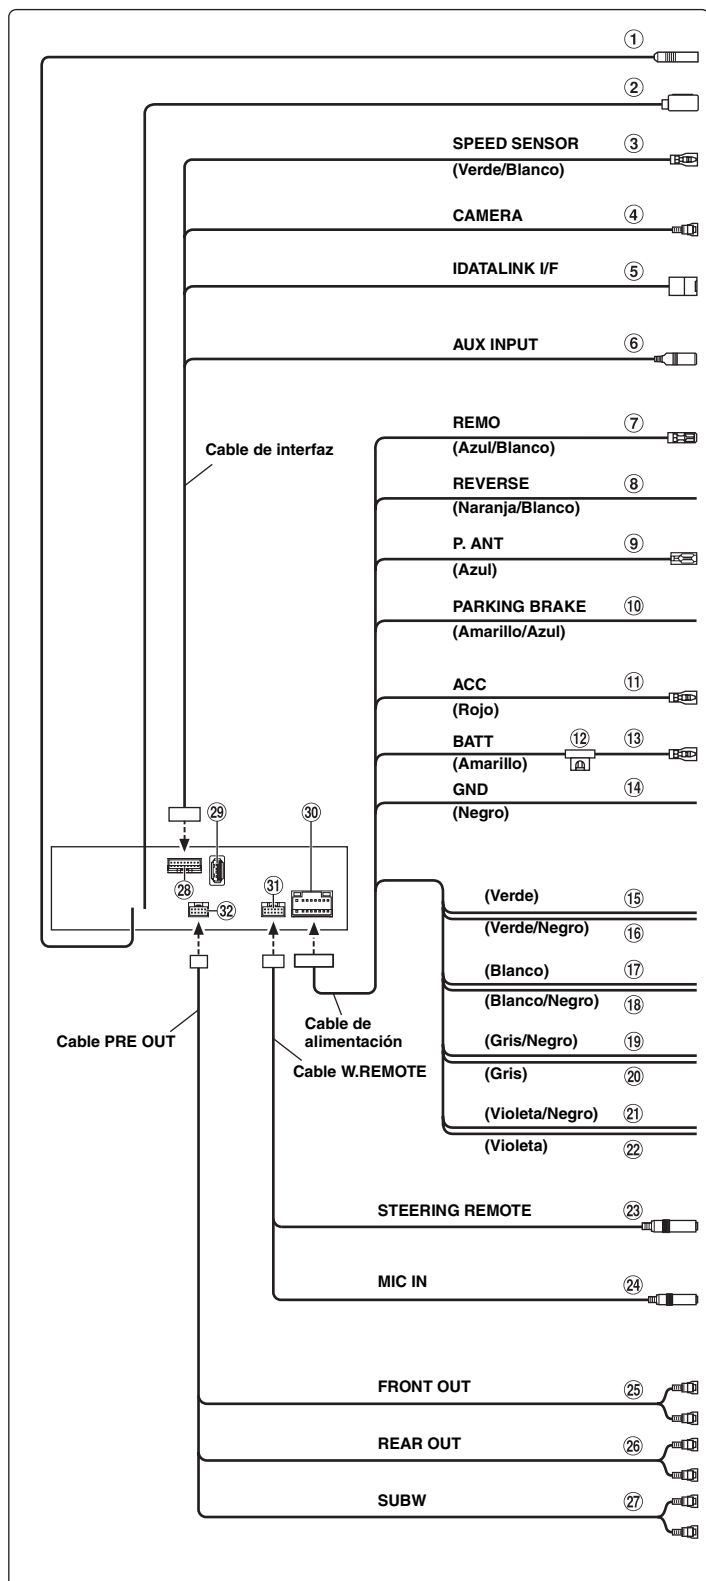 ①
②
SPEED SENSOR ③
(Verde/Blanco)
CAMERA ④
IDATALINK I/F ⑤
AUX INPUT ⑥
REMO ⑦
(Azul/Blanco)
Cable de interfaz
REVERSE ⑧
(Naranja/Blanco)
P. ANT ⑨
(Azul)
PARKING BRAKE ⑩
(Amarillo/Azul)
ACC ⑪
(Rojo)
BATT ⑫ ⑬
(Amarillo)
GND ⑭
(Negro)
㉙ ㉚
㉘ ㉛
㉜
(Verde) ⑮
(Verde/Negro) ⑯
(Blanco) ⑰
(Blanco/Negro) ⑱
(Gris/Negro) ⑲
(Gris) ⑳
(Violeta/Negro) ㉑
(Violeta) ㉒
Cable PRE OUT
Cable de
alimentación
Cable W.REMOTE
STEERING REMOTE ㉓
MIC IN ㉔
FRONT OUT ㉕
REAR OUT ㉖
SUBW ㉗